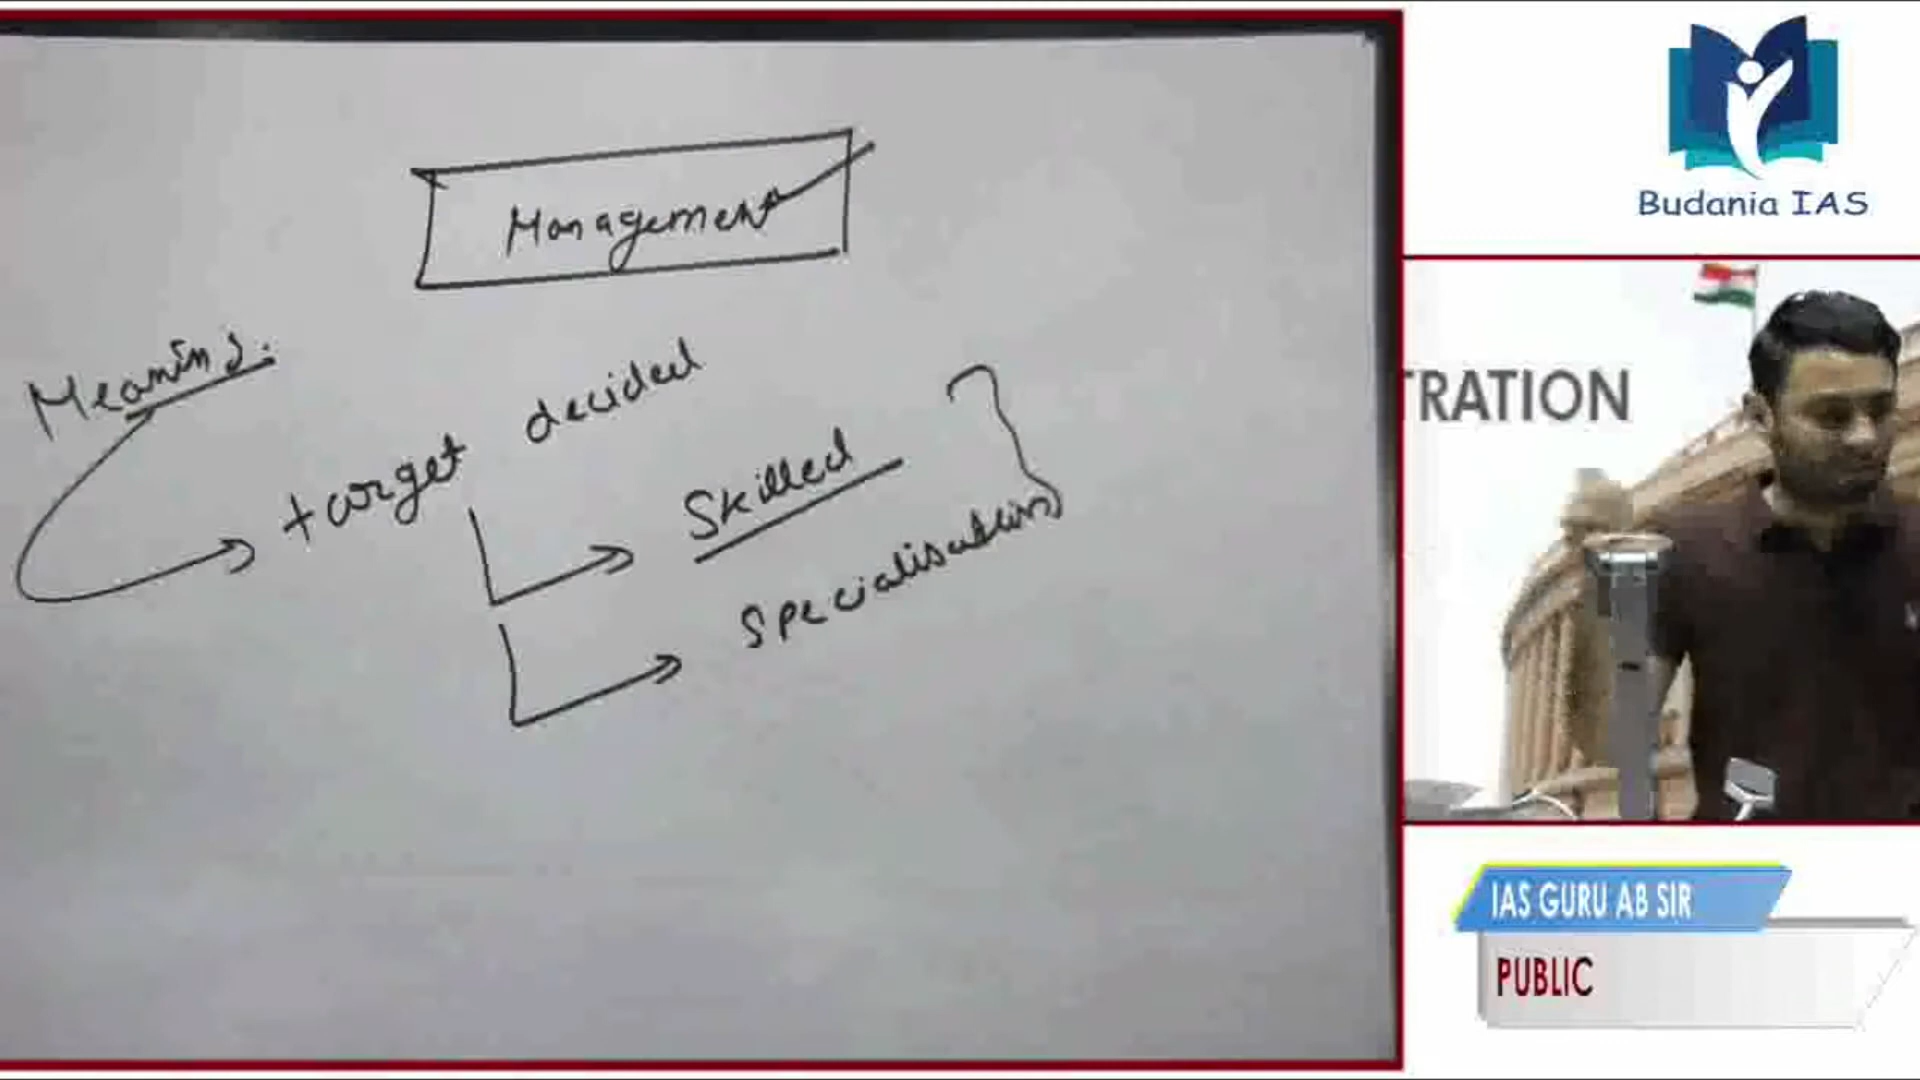 Management
Meaning.
target decided
Skilled
Specialisation
Budania IAS
TRATION
IAS GURU AB SIR
PUBLIC